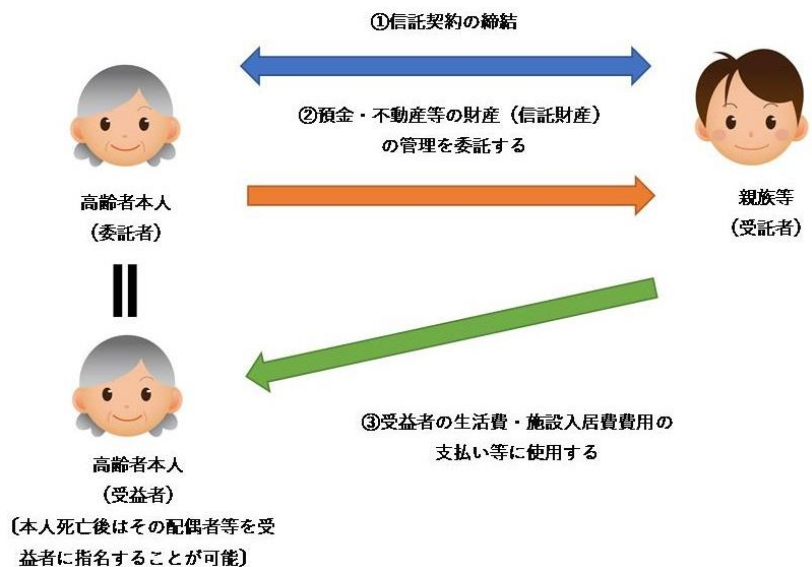 ①信託契約の締結
②預金・不動産等の財産（信託財産）
の管理を委託する
高齢者本人
（委託者）
親族等
（受託者）
③受益者の生活費・施設入居費費用の
支払い等に使用する
高齢者本人
（受益者）
〔本人死亡後はその配偶者等を受
益者に指名することが可能〕